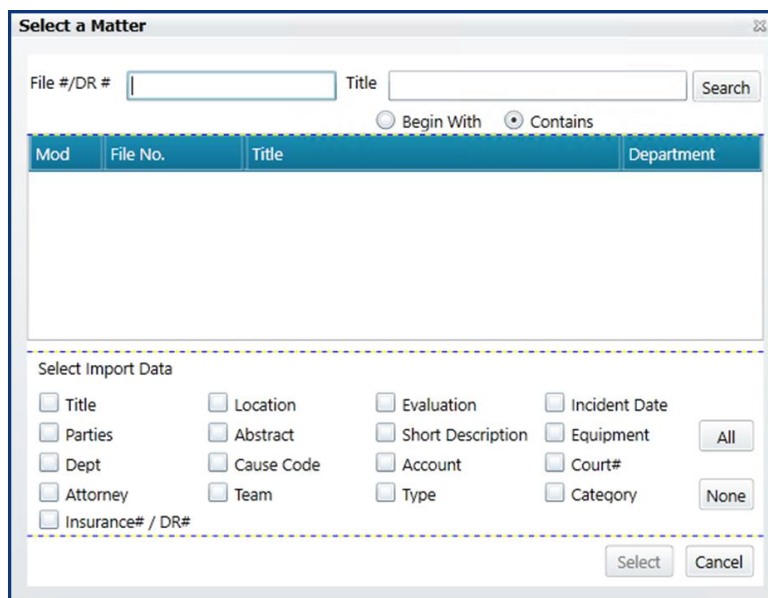 Select a Matter
File #/DR # Title Search
Begin With Contains
Mod File No. Title Department
Select Import Data
Title Location Evaluation Incident Date
Parties Abstract Short Description Equipment All
Dept Cause Code Account Court#
Attorney Team Type Category None
Insurance# / DR#
Select Cancel